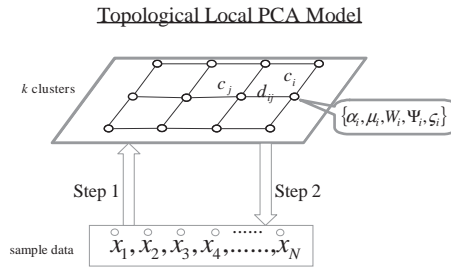 Topological Local PCA Model
k clusters
c_j
d_ij
c_i
{α_i, μ_i, W_i, Ψ_i, ς_i}
Step 1
Step 2
sample data
x_1, x_2, x_3, x_4, ......, x_N